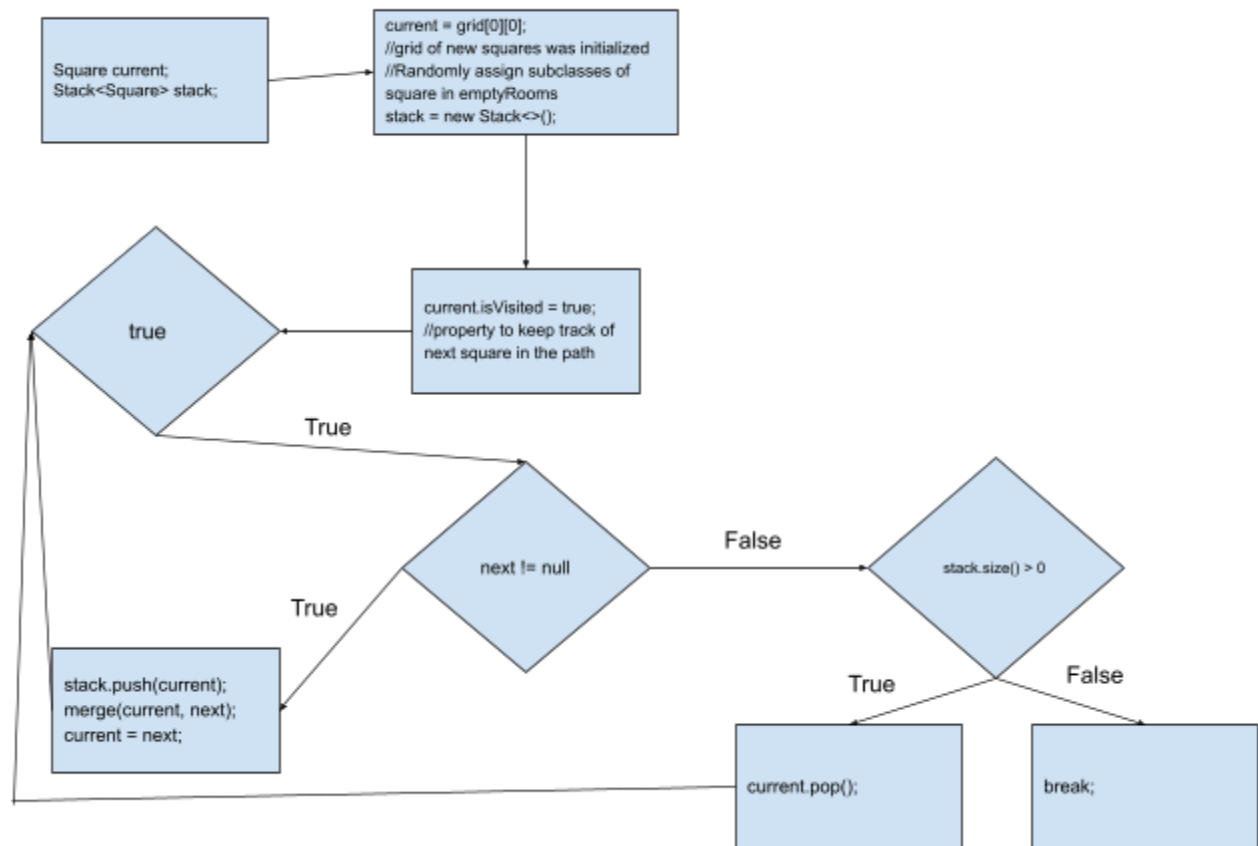 Square current;
Stack<Square> stack;
current = grid[0][0];
//grid of new squares was initialized
//Randomly assign subclasses of
square in emptyRooms
stack = new Stack<>();
current.isVisited = true;
//property to keep track of
next square in the path
true
True
next != null
False
stack.size() > 0
True
stack.push(current);
merge(current, next);
current = next;
True
False
current.pop();
break;